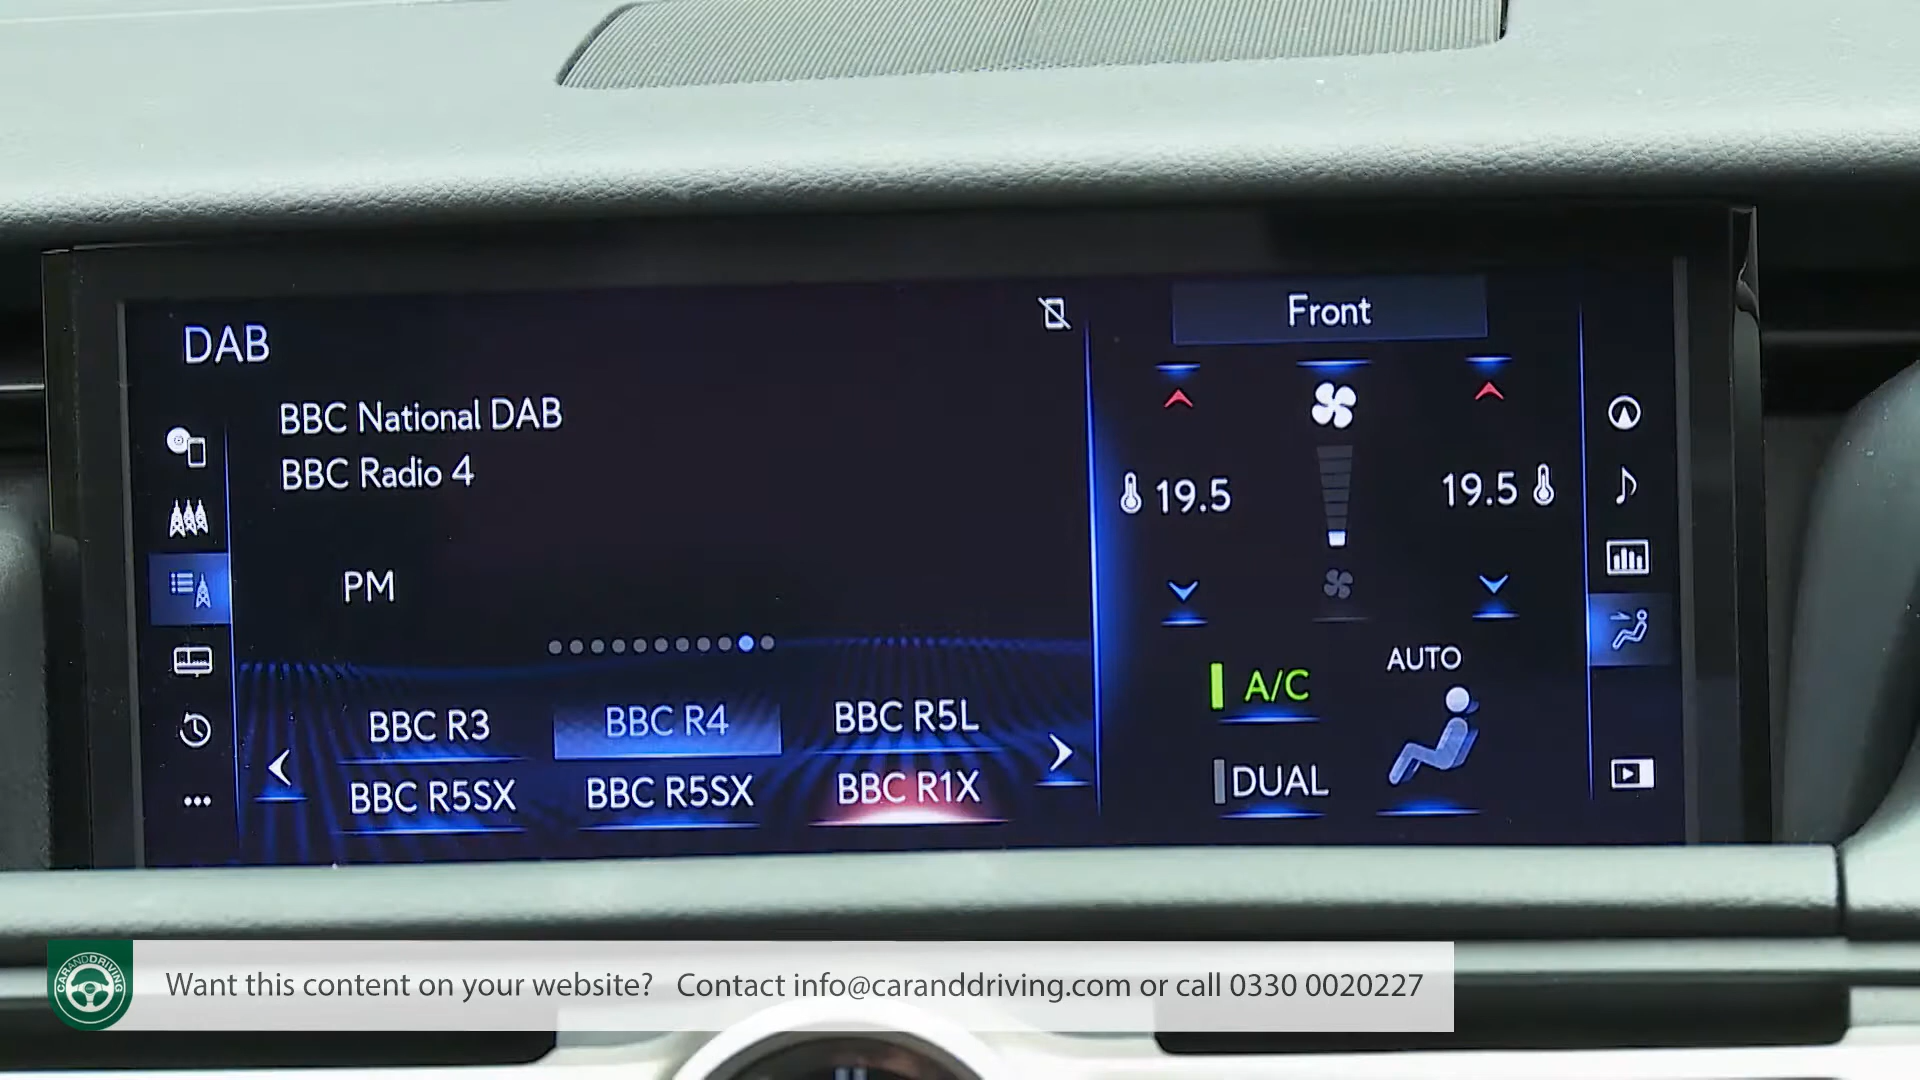 DAB
BBC National DAB
BBC Radio 4
PM
BBC R3
BBC R4
BBC R5L
BBC R5SX
BBC R5SX
BBC R1X
Front
19.5
19.5
A/C
AUTO
DUAL
CARANDDRIVING
Want this content on your website? Contact info@caranddriving.com or call 0330 0020227